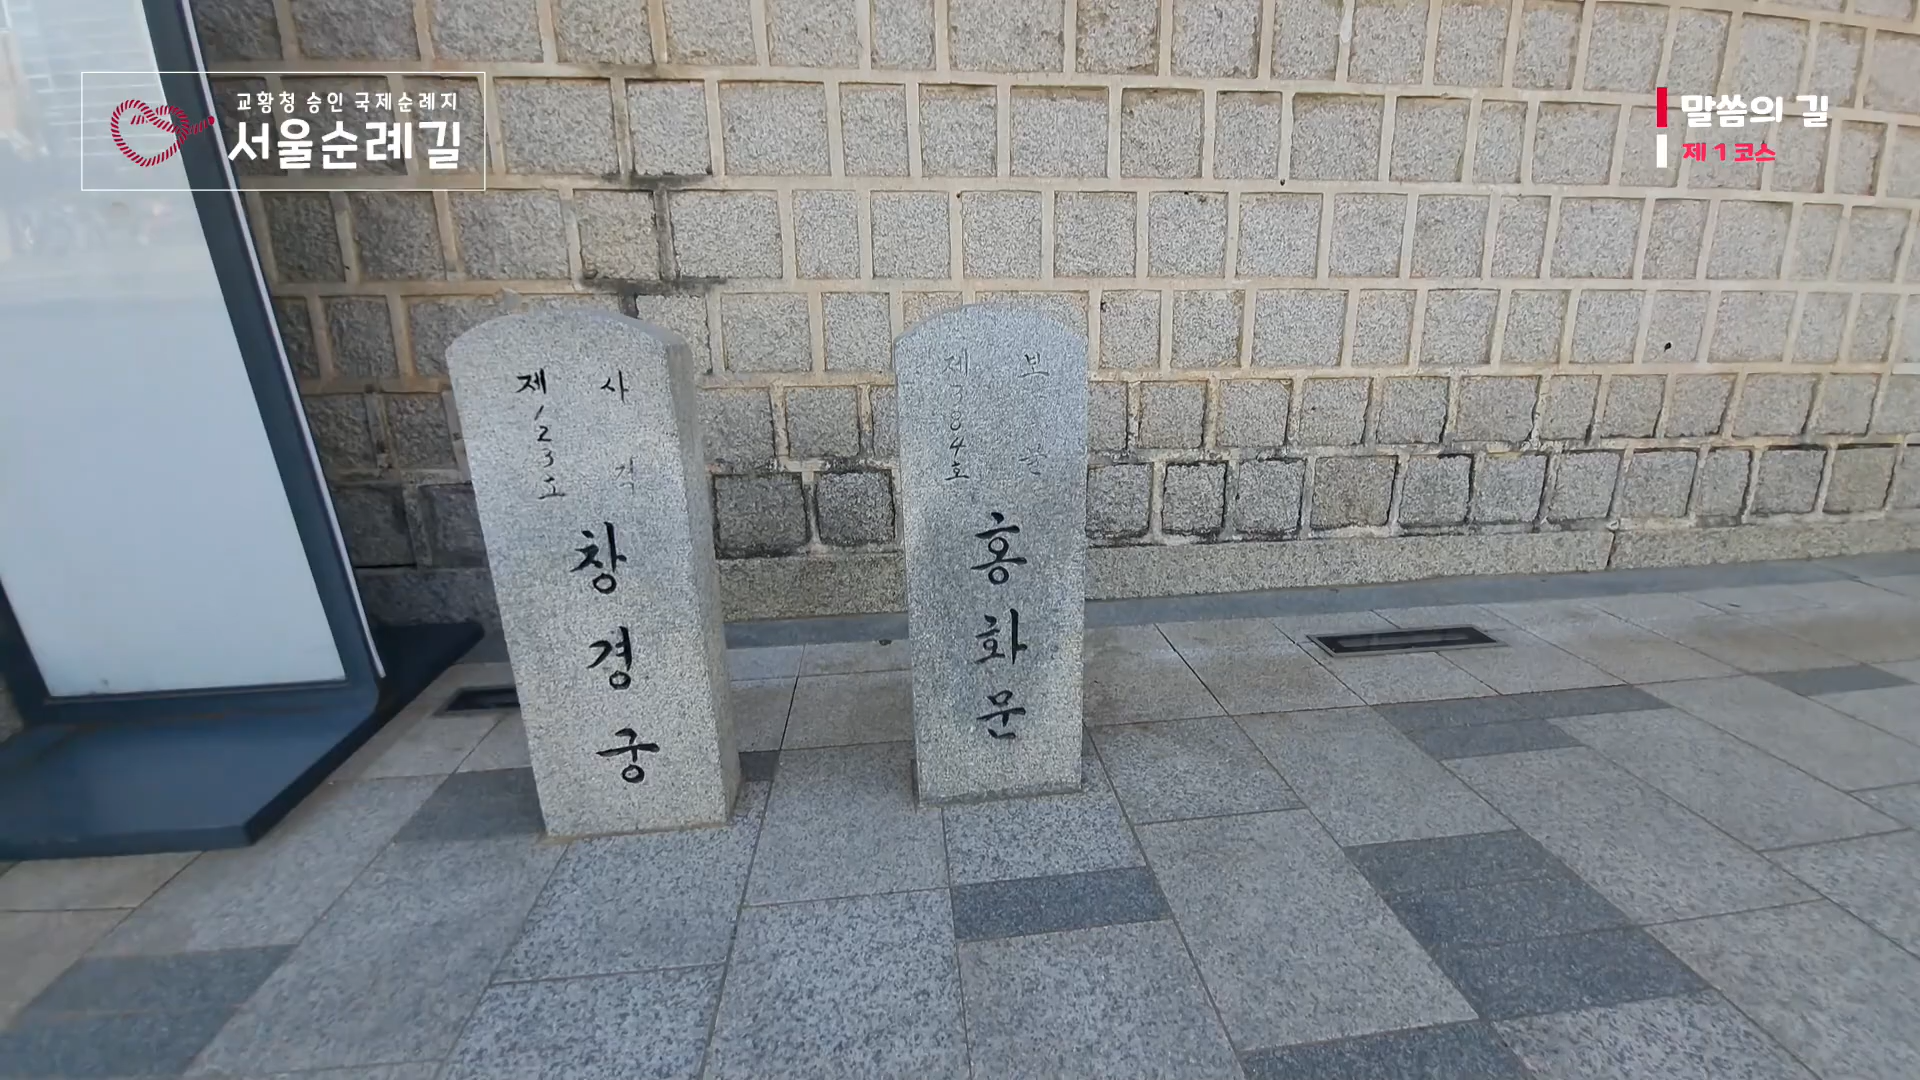 교황청 승인 국제순례지
서울순례길
말씀의 길
제 1 코스
사적
제123호
창경궁
보물
제384호
홍화문